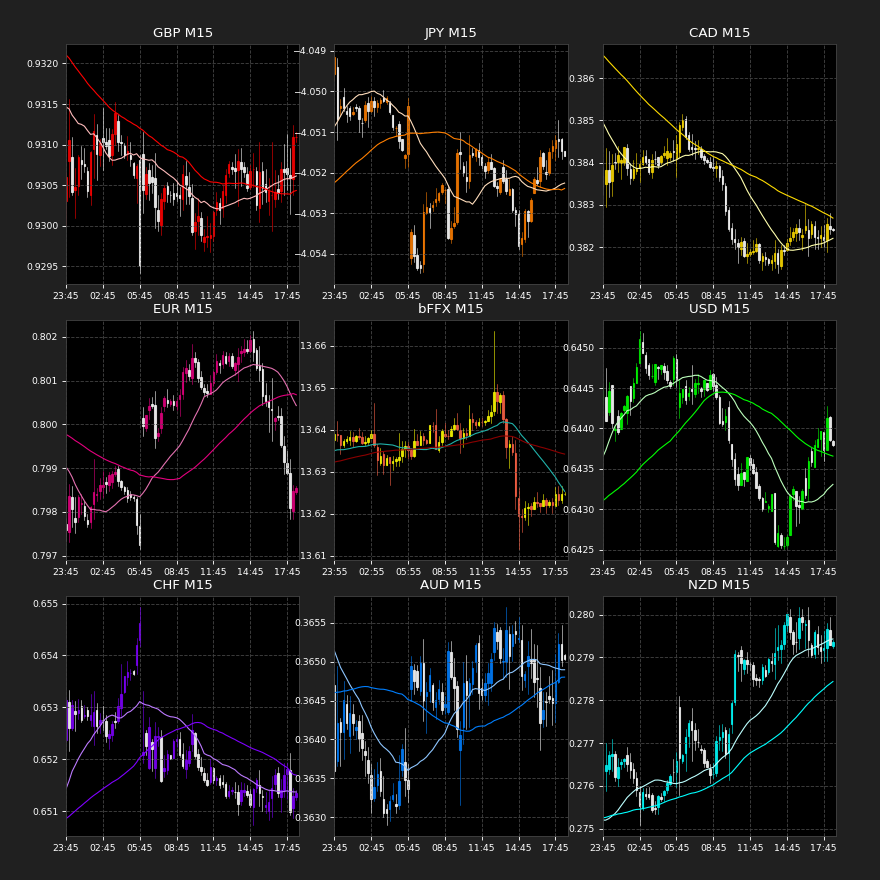 GBP M15
0.9320
0.9315
0.9310
0.9305
0.9300
0.9295
23:45 02:45 05:45 08:45 11:45 14:45 17:45
JPY M15
−4.049
−4.050
−4.051
−4.052
−4.053
−4.054
23:45 02:45 05:45 08:45 11:45 14:45 17:45
CAD M15
0.386
0.385
0.384
0.383
0.382
23:45 02:45 05:45 08:45 11:45 14:45 17:45
EUR M15
0.802
0.801
0.800
0.799
0.798
0.797
23:45 02:45 05:45 08:45 11:45 14:45 17:45
bFFX M15
13.66
13.65
13.64
13.63
13.62
13.61
23:55 02:55 05:55 08:55 11:55 14:55 17:55
USD M15
0.6450
0.6445
0.6440
0.6435
0.6430
0.6425
23:45 02:45 05:45 08:45 11:45 14:45 17:45
CHF M15
0.655
0.654
0.653
0.652
0.651
23:45 02:45 05:45 08:45 11:45 14:45 17:45
AUD M15
0.3655
0.3650
0.3645
0.3640
0.3635
0.3630
23:45 02:45 05:45 08:45 11:45 14:45 17:45
NZD M15
0.280
0.279
0.278
0.277
0.276
0.275
23:45 02:45 05:45 08:45 11:45 14:45 17:45